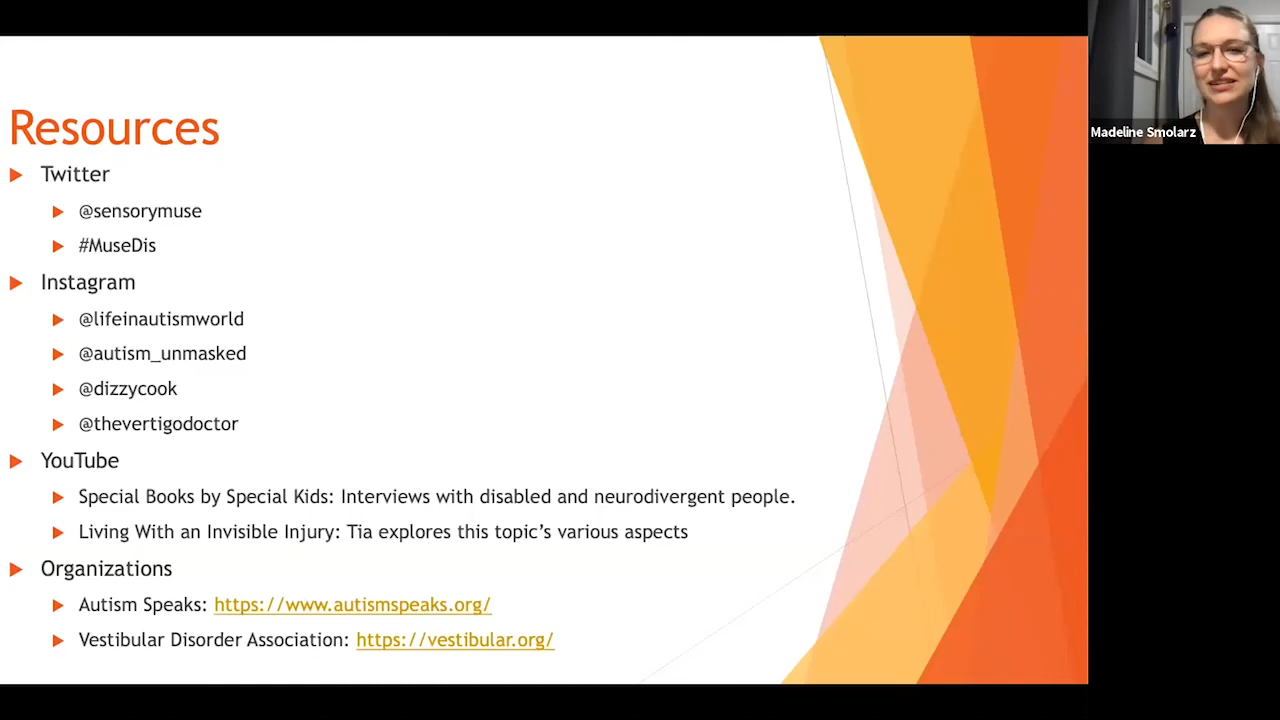 Resources
Twitter
@sensorymuse
#MuseDis
Instagram
@lifeinautismworld
@autism_unmasked
@dizzycook
@thevertigodoctor
YouTube
Special Books by Special Kids: Interviews with disabled and neurodivergent people.
Living With an Invisible Injury: Tia explores this topic’s various aspects
Organizations
Autism Speaks: https://www.autismspeaks.org/
Vestibular Disorder Association: https://vestibular.org/
Madeline Smolarz